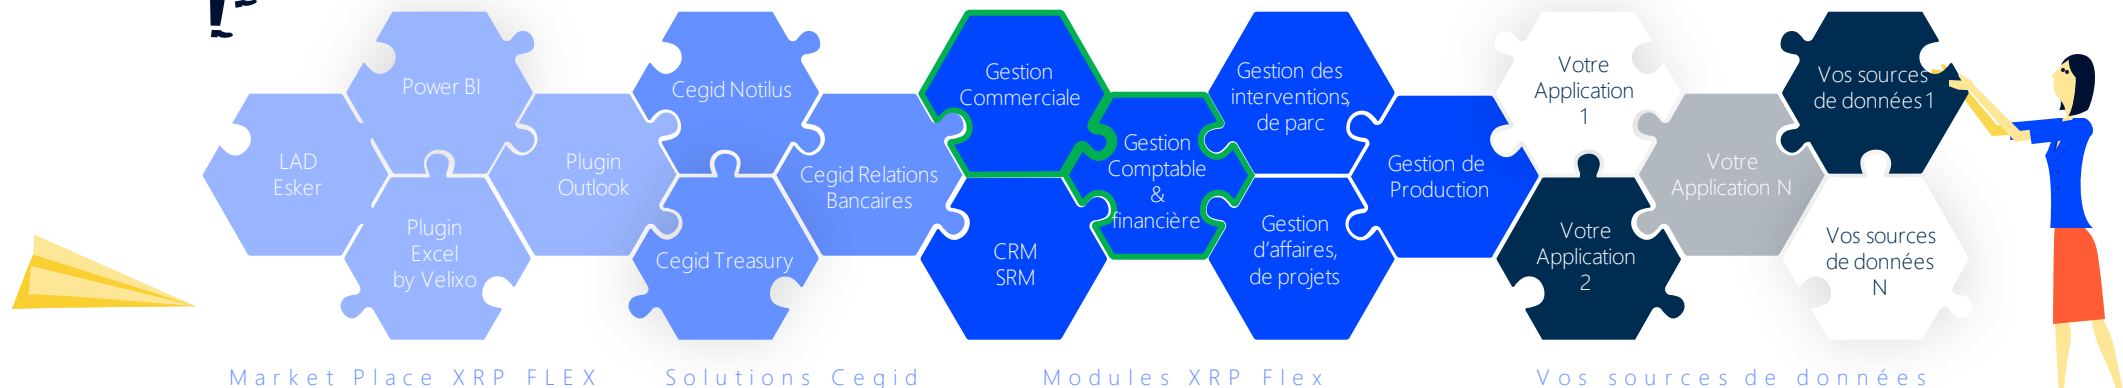 LAD
Esker
Power BI
Plugin
Excel
by Velixo
Plugin
Outlook
Cegid Notilus
Cegid Treasury
Cegid Relations
Bancaires
Gestion
Commerciale
CRM
SRM
Gestion
Comptable
&
financière
Gestion des
interventions,
de parc
Gestion
d’affaires,
de projets
Gestion de
Production
Votre
Application
1
Votre
Application
2
Votre
Application N
Vos sources
de données 1
Vos sources
de données
N
Market Place XRP FLEX
Solutions Cegid
Modules XRP Flex
Vos sources de données